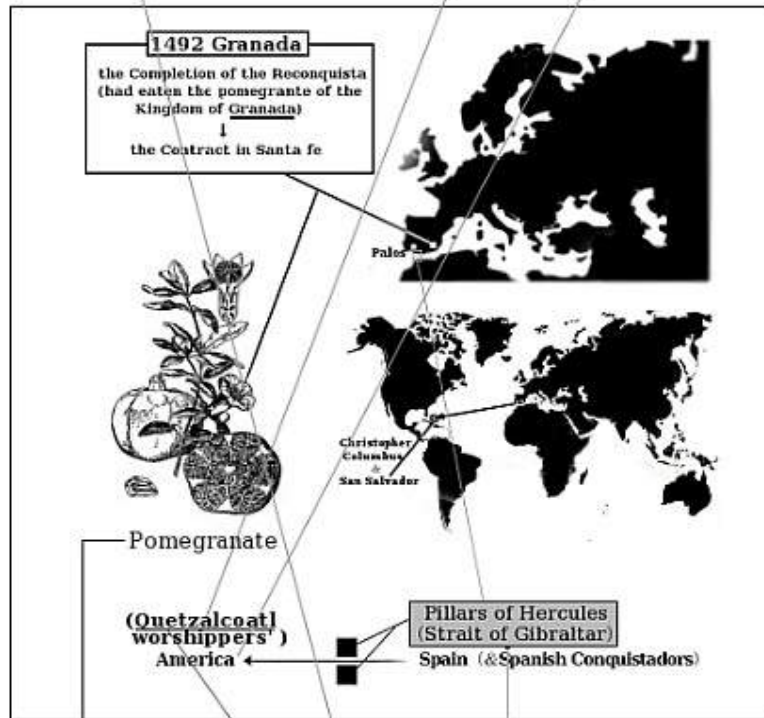 1492 Granada
the Completion of the Reconquista
(had eaten the pomegrante of the
Kingdom of Granada)
↓
the Contract in Santa fe
Palos
Christopher
Columbus
&
San Salvador
Pomegranate
(Quetzalcoatl
worshippers' )
America
Pillars of Hercules
(Strait of Gibraltar)
Spain (&Spanish Conquistadors)